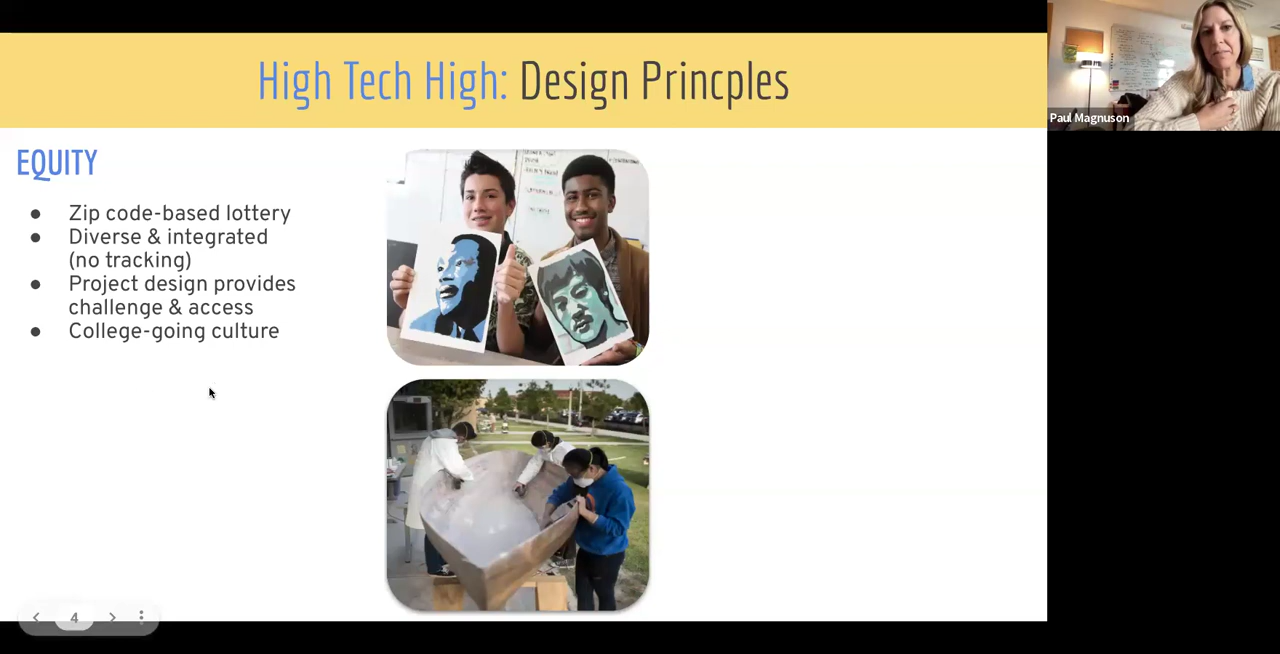 High Tech High: Design Princples
Paul Magnuson
EQUITY
● Zip code-based lottery
● Diverse & integrated
(no tracking)
● Project design provides
challenge & access
● College-going culture
4